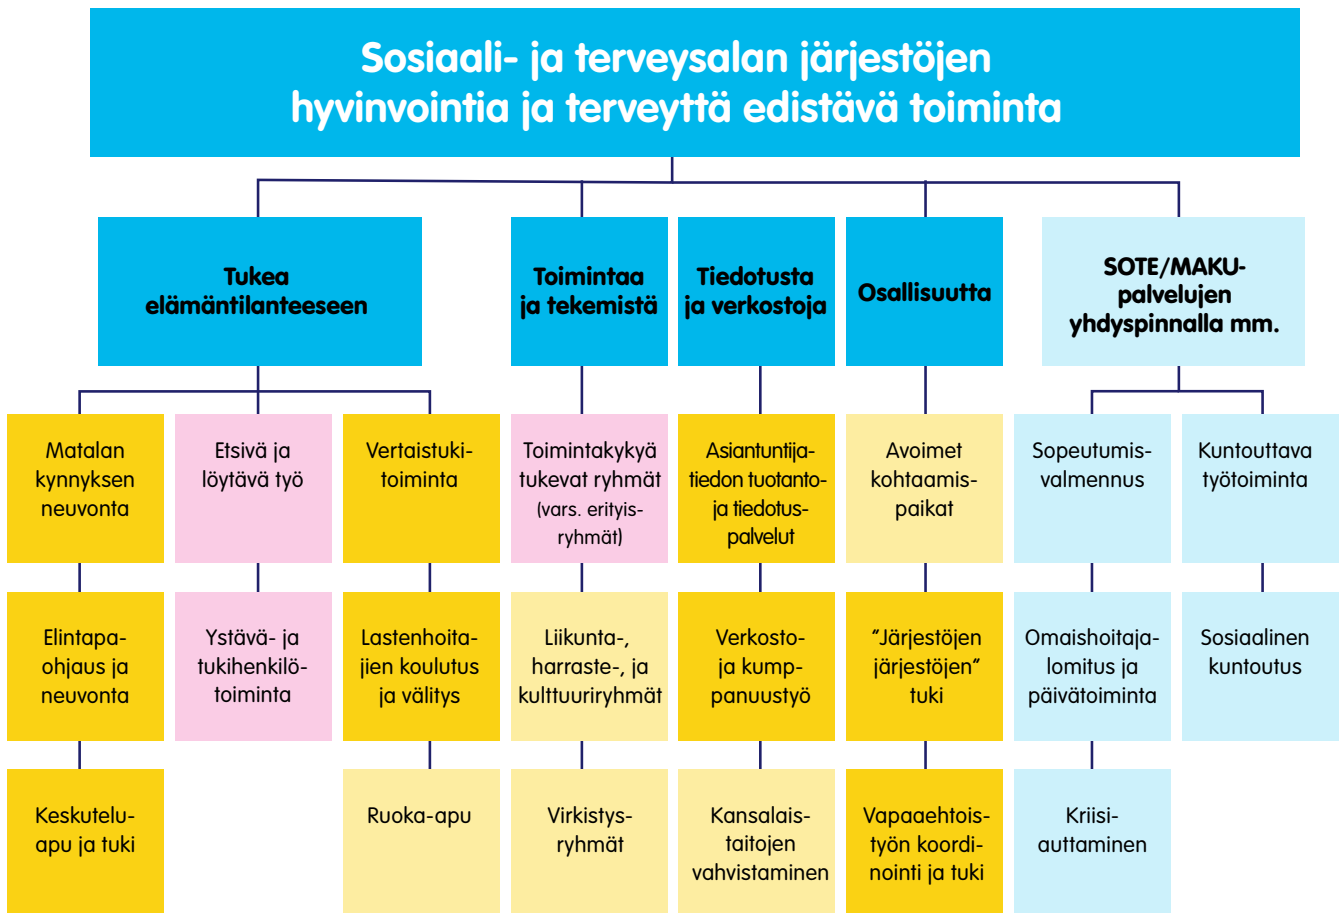 Sosiaali- ja terveysalan järjestöjen
hyvinvointia ja terveyttä edistävä toiminta
Tukea
elämäntilanteeseen
Toimintaa
ja tekemistä
Tiedotusta
ja verkostoja
Osallisuutta
SOTE/MAKU-
palvelujen
yhdyspinnalla mm.
Matalan
kynnyksen
neuvonta
Etsivä ja
löytävä työ
Vertaistuki-
toiminta
Toimintakykyä
tukevat ryhmät
(vars. erityis-
ryhmät)
Asiantuntija-
tiedon tuotanto-
ja tiedotus-
palvelut
Avoimet
kohtaamis-
paikat
Sopeutumis-
valmennus
Kuntouttava
työtoiminta
Elintapa-
ohjaus ja
neuvonta
Ystävä- ja
tukihenkilö-
toiminta
Lastenhoita-
jien koulutus
ja välitys
Liikunta-,
harraste-, ja
kulttuuriryhmät
Verkosto-
ja kump-
panuustyö
”Järjestöjen
järjestöjen”
tuki
Omaishoitaja-
lomitus ja
päivätoiminta
Sosiaalinen
kuntoutus
Keskutelu-
apu ja tuki
Ruoka-apu
Virkistys-
ryhmät
Kansalais-
taitojen
vahvistaminen
Vapaaehtois-
työn koordi-
nointi ja tuki
Kriisi-
auttaminen